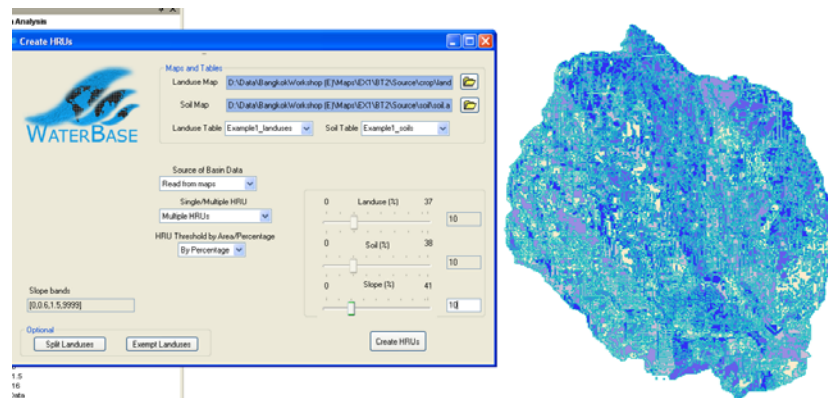 Analysis
Create HRUs
Maps and Tables
Landuse Map D:\Data\BangkokWorkshop (E)\Maps\EX1\BT2\Source\crop\land
Soil Map D:\Data\BangkokWorkshop (E)\Maps\EX1\BT2\Source\soil\soil.a
Landuse Table Example1_landuses Soil Table Example1_soils
WATERBASE
Source of Basin Data
Read from maps
Single/Multiple HRU
Multiple HRUs
HRU Threshold by Area/Percentage
By Percentage
0 Landuse (%) 37
10
0 Soil (%) 38
10
0 Slope (%) 41
10
Slope bands
[0,0.6,1.5,9999]
Optional
Split Landuses Exempt Landuses
Create HRUs
1.5
16
Data